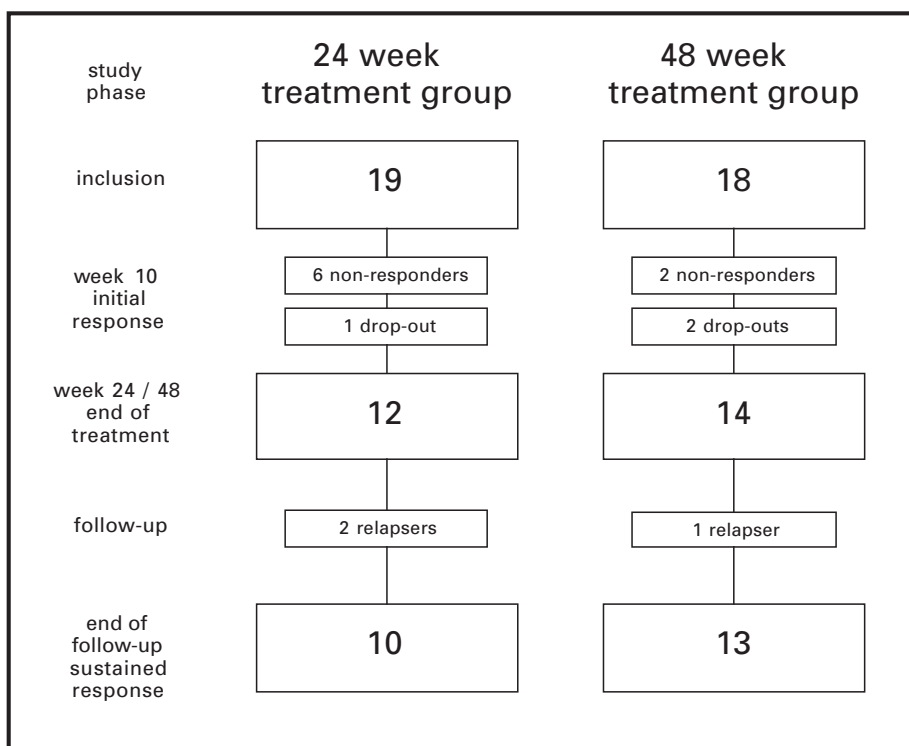 study
phase
24 week
treatment group
48 week
treatment group
inclusion
19
18
week 10
initial
response
6 non-responders
2 non-responders
1 drop-out
2 drop-outs
week 24 / 48
end of
treatment
12
14
follow-up
2 relapsers
1 relapser
end of
follow-up
sustained
response
10
13